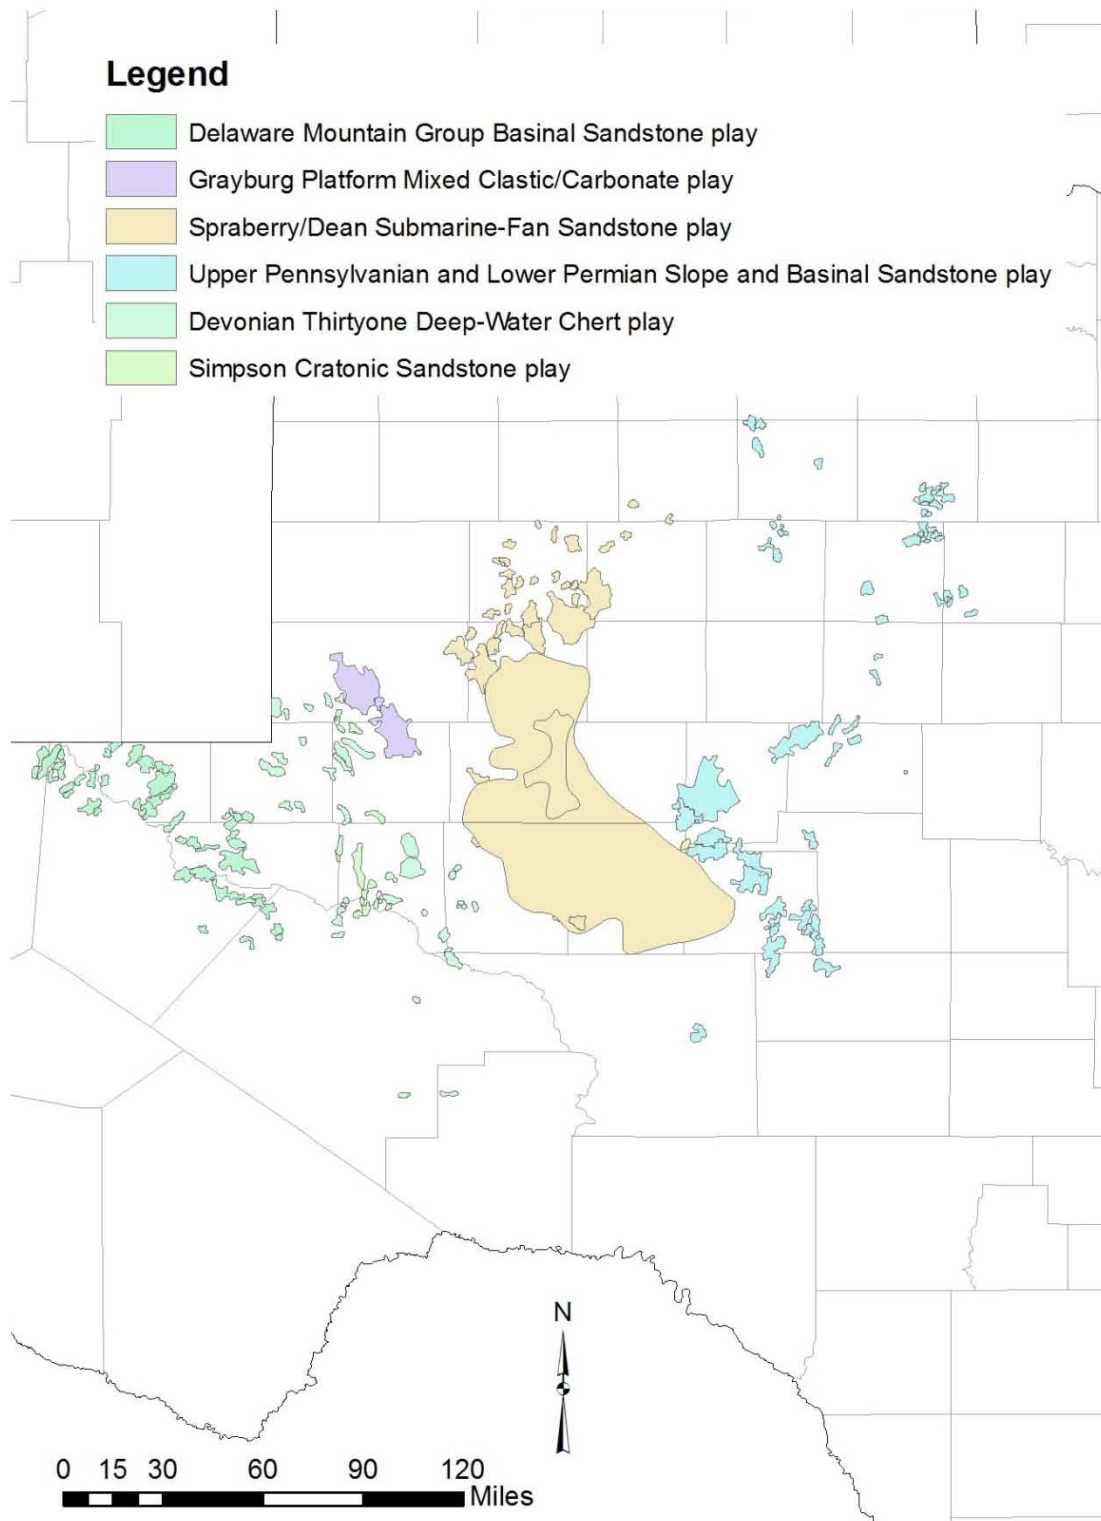 Legend
Delaware Mountain Group Basinal Sandstone play
Grayburg Platform Mixed Clastic/Carbonate play
Spraberry/Dean Submarine-Fan Sandstone play
Upper Pennsylvanian and Lower Permian Slope and Basinal Sandstone play
Devonian Thirtyone Deep-Water Chert play
Simpson Cratonic Sandstone play
N
0 15 30 60 90 120
Miles